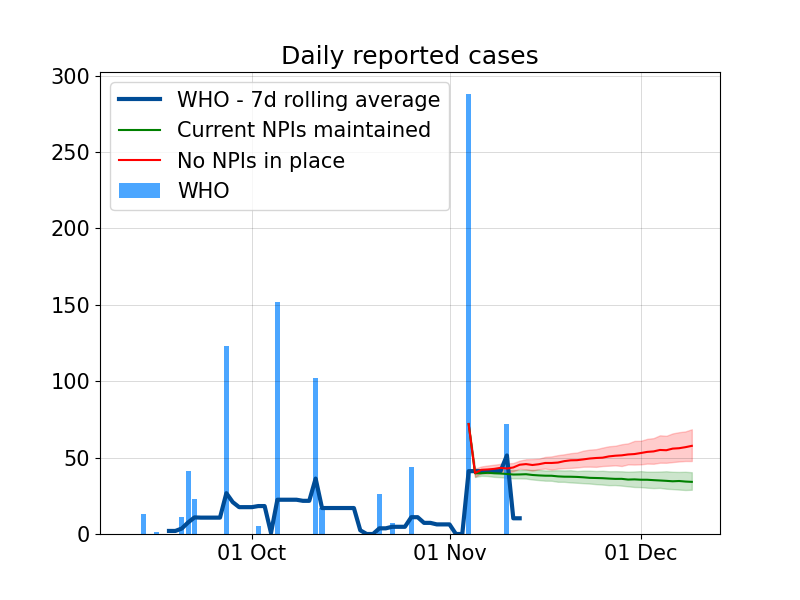 Daily reported cases
300
250
200
150
100
50
0
WHO - 7d rolling average
Current NPIs maintained
No NPIs in place
WHO
01 Oct
01 Nov
01 Dec